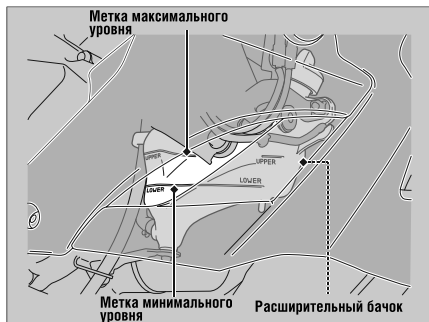 Метка максимального
уровня
UPPER
UPPER
LOWER
LOWER
Метка минимального
уровня
Расширительный бачок